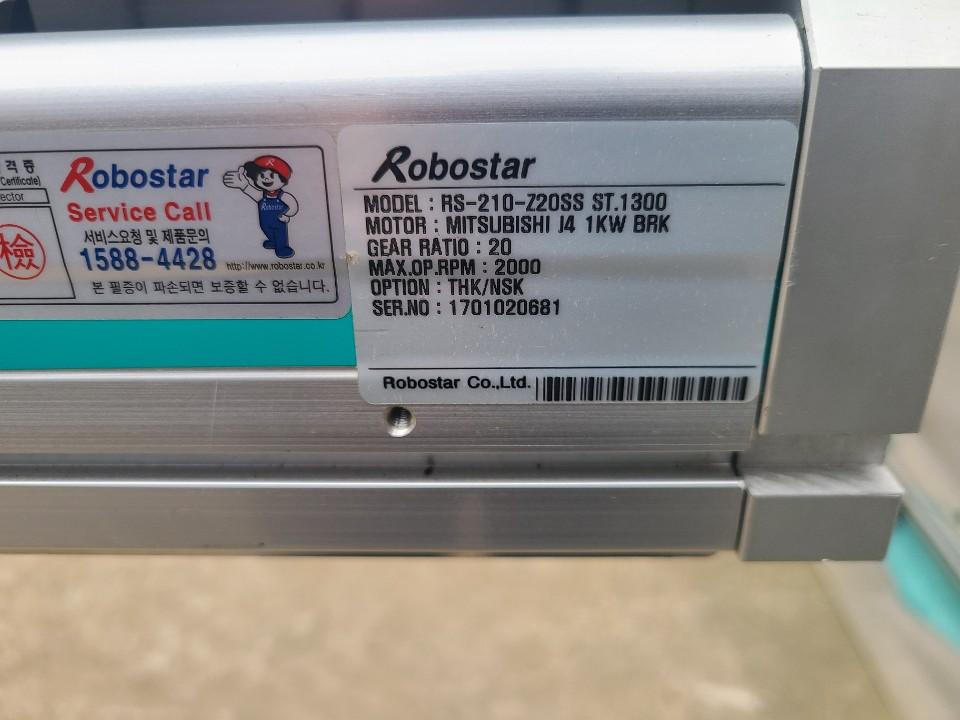 격 증
Certificate)
ector
檢
Robostar
Service Call
서비스요청 및 제품문의
1588-4428
http://www.robostar.co.kr
본 필증이 파손되면 보증할 수 없습니다.
Robostar
Robostar
MODEL : RS-210-Z20SS ST.1300
MOTOR : MITSUBISHI J4 1KW BRK
GEAR RATIO : 20
MAX.OP.RPM : 2000
OPTION : THK/NSK
SER.NO : 1701020681
Robostar Co.,Ltd.